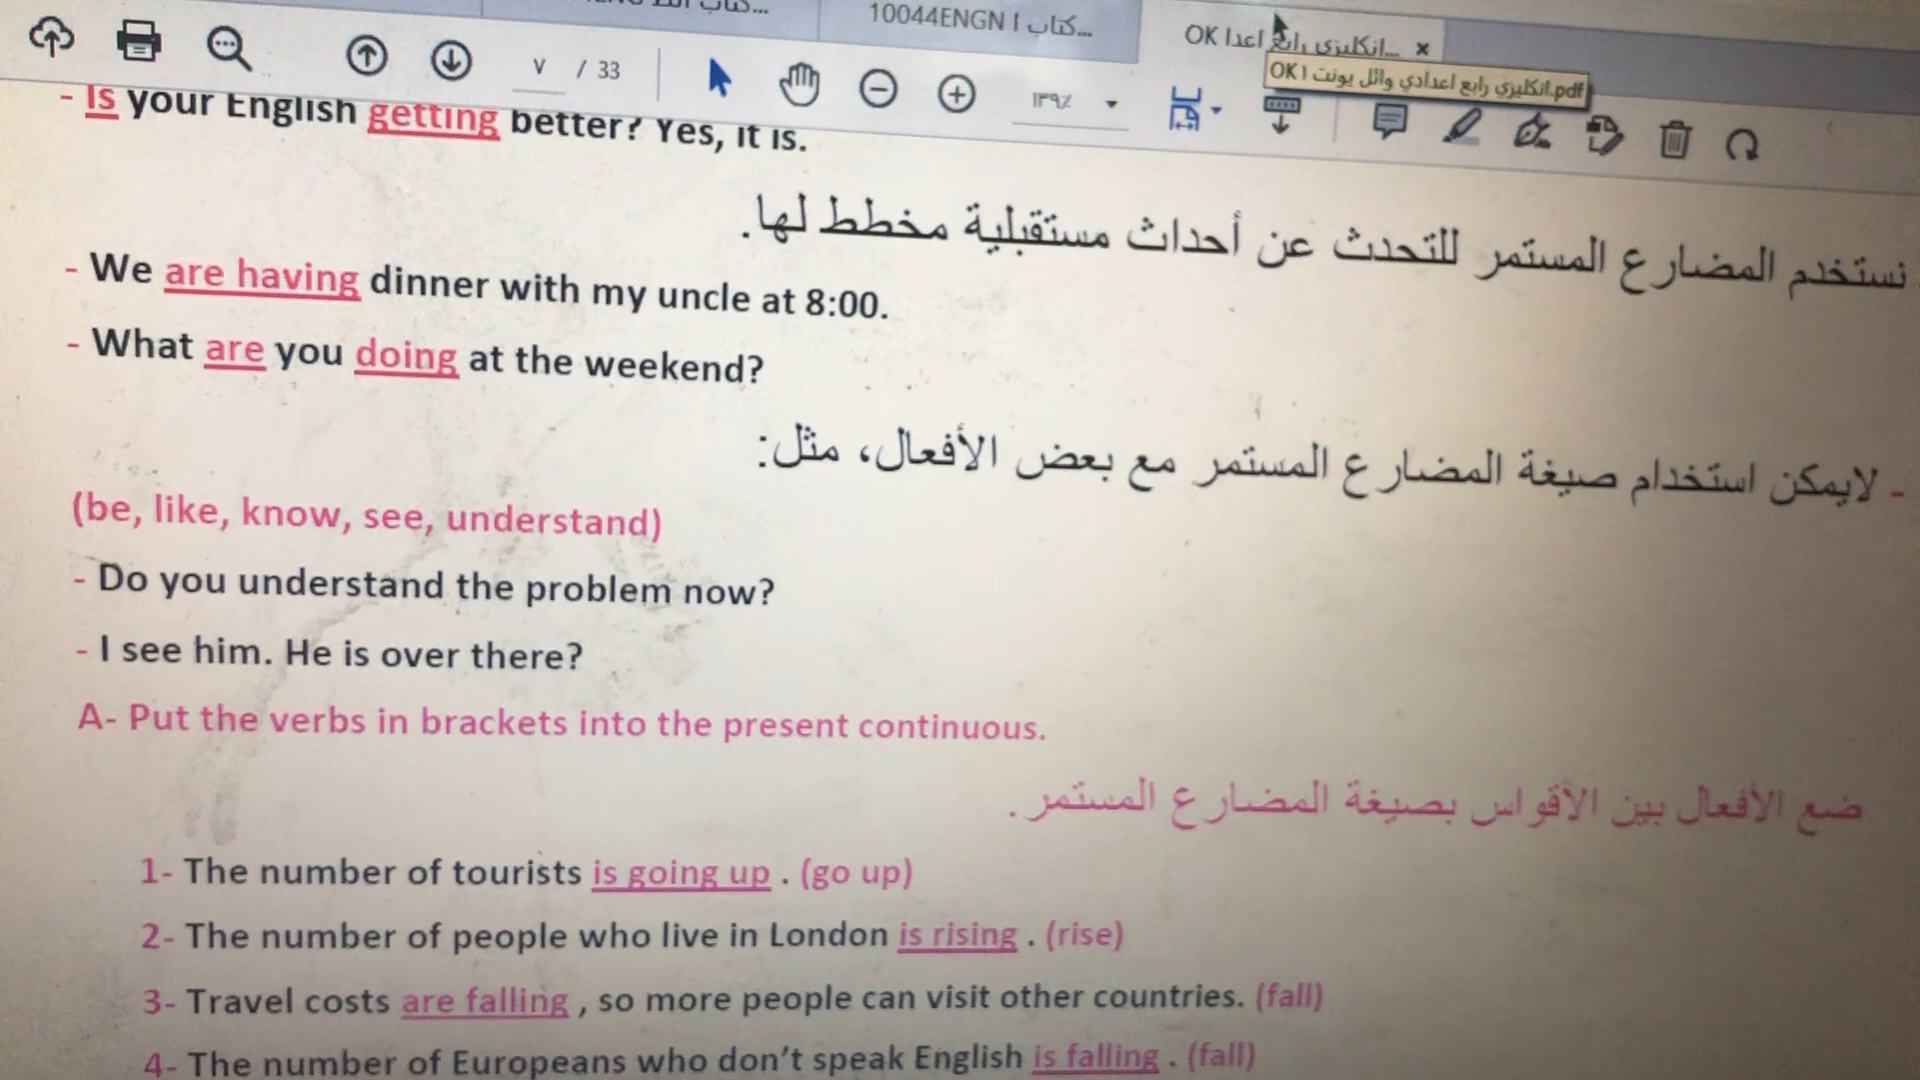 10044ENGN كتاب ا...
OK انكليزي رابع اعدا... ×
٧ / 33
١٣٩٪
OK انكليزي رابع اعدادي وائل يونت ا.pdf
- Is your English getting better? Yes, it is.
نستخدم المضارع المستمر للتحدث عن أحداث مستقبلية مخطط لها.
- We are having dinner with my uncle at 8:00.
- What are you doing at the weekend?
- لايمكن استخدام صيغة المضارع المستمر مع بعض الأفعال، مثل:
(be, like, know, see, understand)
- Do you understand the problem now?
- I see him. He is over there?
A- Put the verbs in brackets into the present continuous.
ضع الأفعال بين الأقواس بصيغة المضارع المستمر.
1- The number of tourists is going up . (go up)
2- The number of people who live in London is rising . (rise)
3- Travel costs are falling , so more people can visit other countries. (fall)
4- The number of Europeans who don't speak English is falling . (fall)